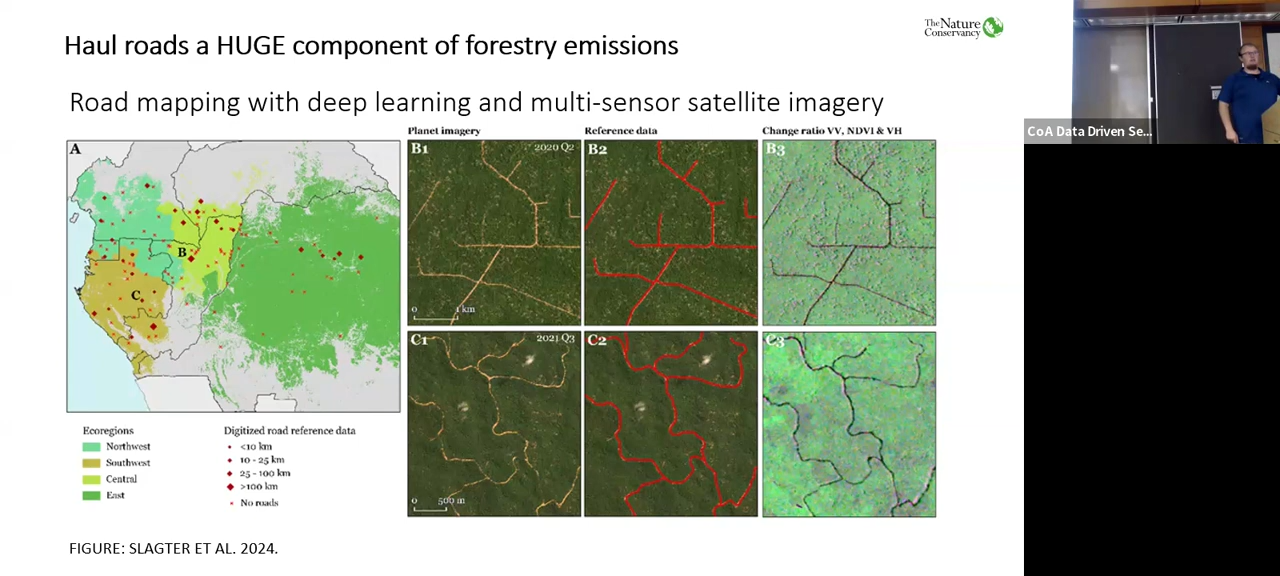 Haul roads a HUGE component of forestry emissions
The Nature
Conservancy
Road mapping with deep learning and multi-sensor satellite imagery
CoA Data Driven Se...
Planet imagery
Reference data
Change ratio VV, NDVI & VH
A
B
C
B1
2020 Q2
0 1 km
B2
B3
C1
2021 Q3
0 500 m
C2
C3
Ecoregions
Northwest
Southwest
Central
East
Digitized road reference data
<10 km
10 - 25 km
25 - 100 km
>100 km
No roads
FIGURE: SLAGTER ET AL. 2024.